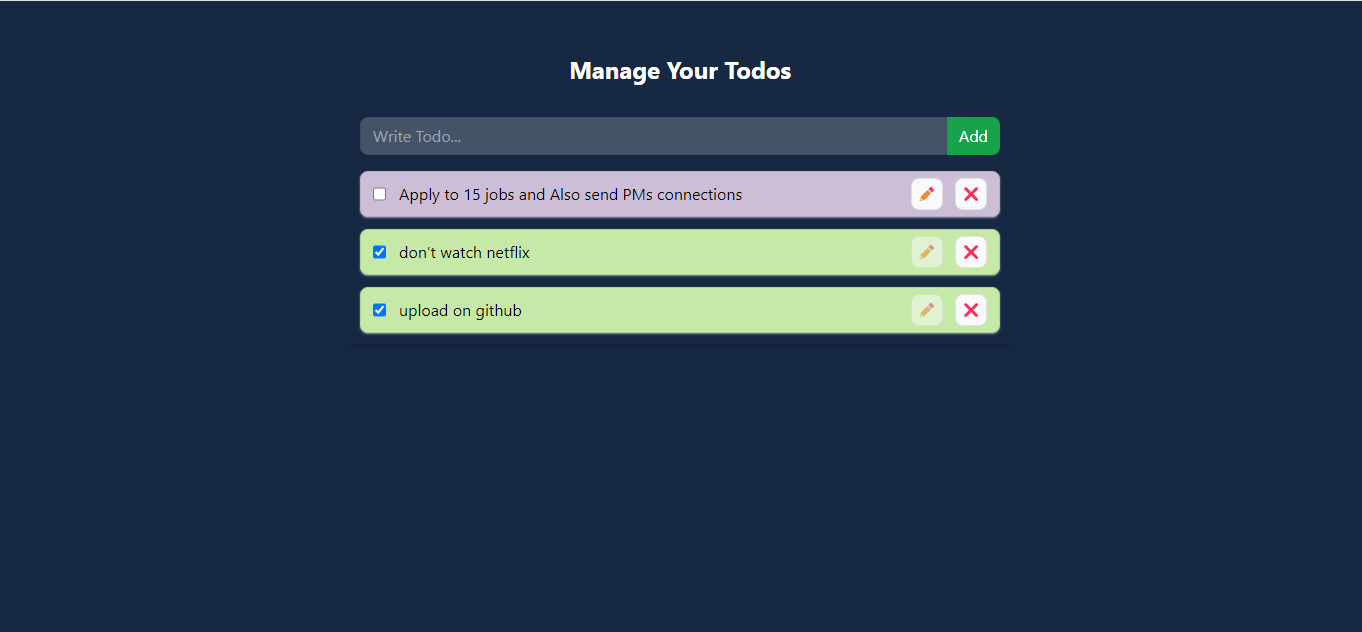 Manage Your Todos
Write Todo...
Add
Apply to 15 jobs and Also send PMs connections
don't watch netflix
upload on github